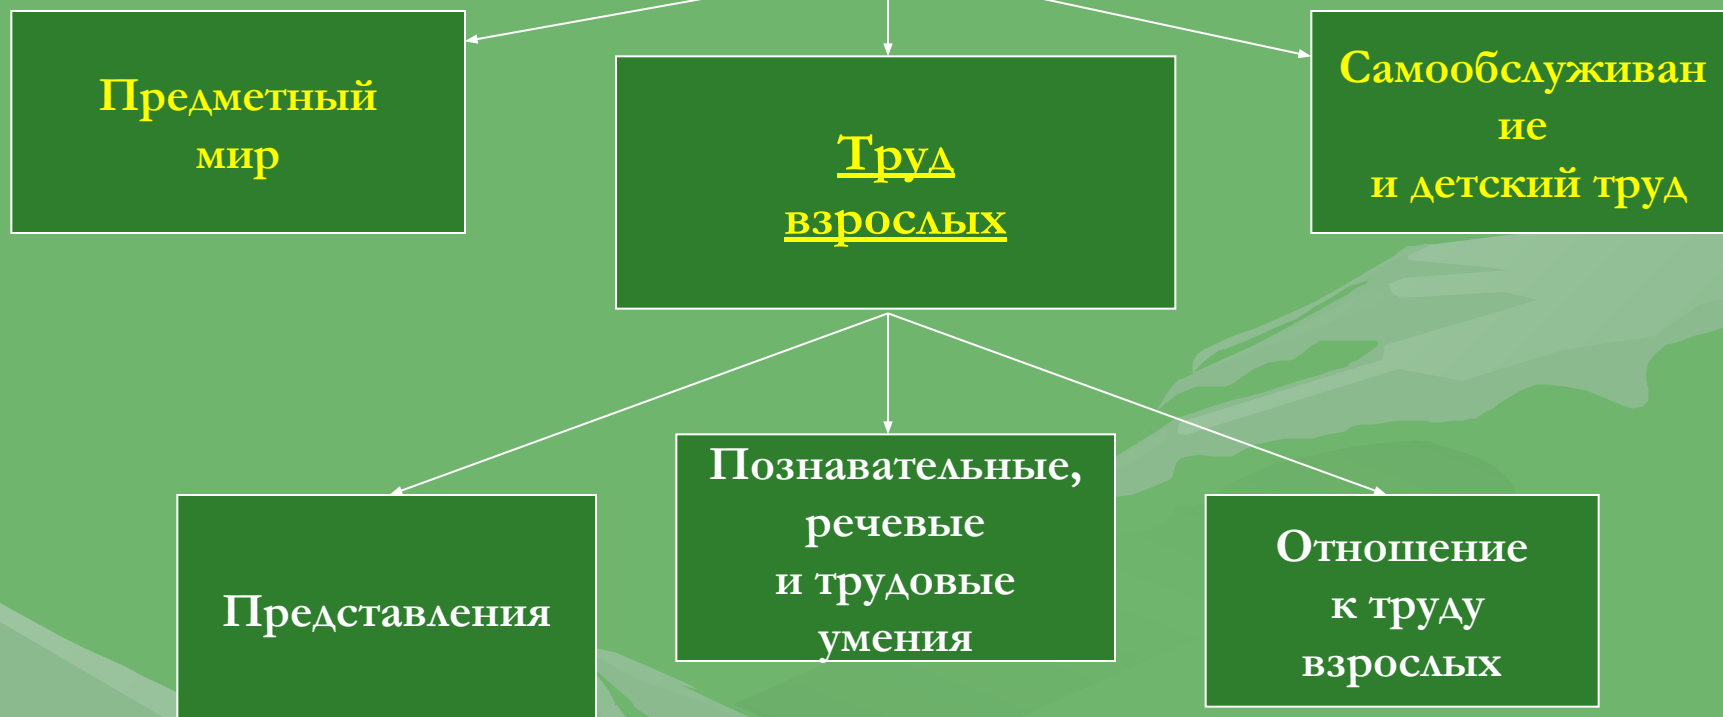 Предметный
мир
Труд
взрослых
Самообслуживан
ие
и детский труд
Представления
Познавательные,
речевые
и трудовые
умения
Отношение
к труду
взрослых